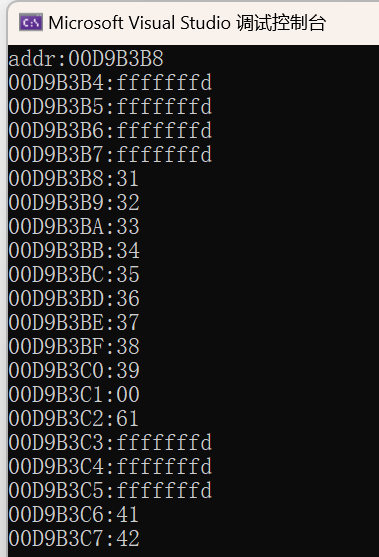 Microsoft Visual Studio 调试控制台
addr:00D9B3B8
00D9B3B4:fffffffd
00D9B3B5:fffffffd
00D9B3B6:fffffffd
00D9B3B7:fffffffd
00D9B3B8:31
00D9B3B9:32
00D9B3BA:33
00D9B3BB:34
00D9B3BC:35
00D9B3BD:36
00D9B3BE:37
00D9B3BF:38
00D9B3C0:39
00D9B3C1:00
00D9B3C2:61
00D9B3C3:fffffffd
00D9B3C4:fffffffd
00D9B3C5:fffffffd
00D9B3C6:41
00D9B3C7:42